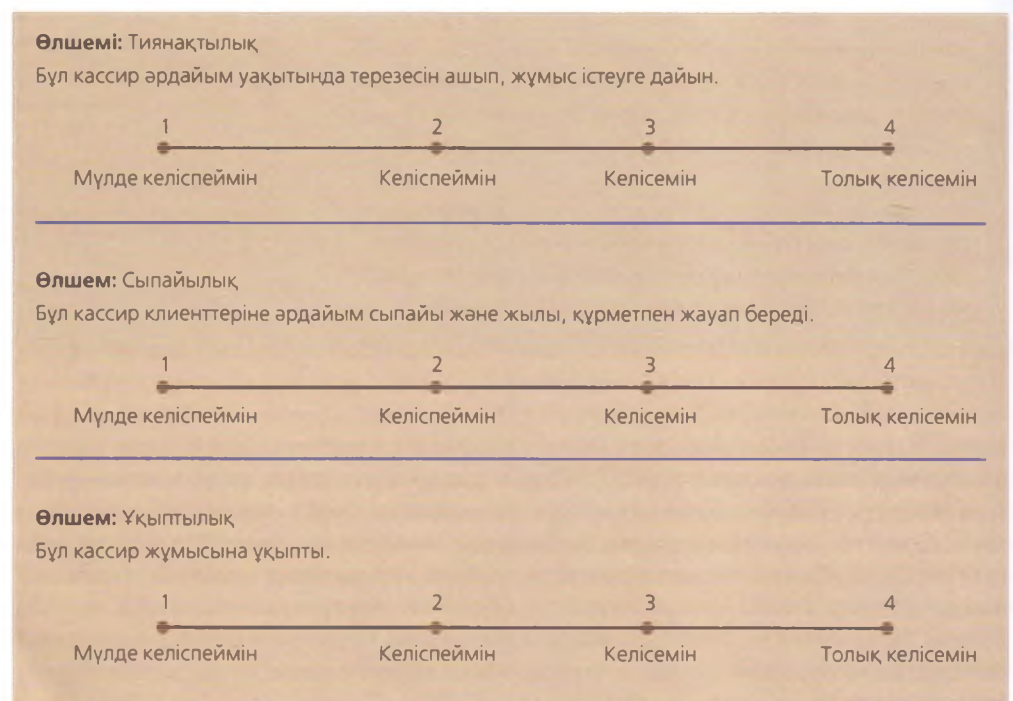 Өлшемі: Тиянақтылық
Бұл кассир әрдайым уақытында терезесін ашып, жұмыс істеуге дайын.
1 2 3 4
Мүлде келіспеймін Келіспеймін Келісемін Толық келісемін
Өлшем: Сыпайылық
Бұл кассир клиенттеріне әрдайым сыпайы және жылы, құрметпен жауап береді.
1 2 3 4
Мүлде келіспеймін Келіспеймін Келісемін Толық келісемін
Өлшем: Ұқыптылық
Бұл кассир жұмысына ұқыпты.
1 2 3 4
Мүлде келіспеймін Келіспеймін Келісемін Толық келісемін